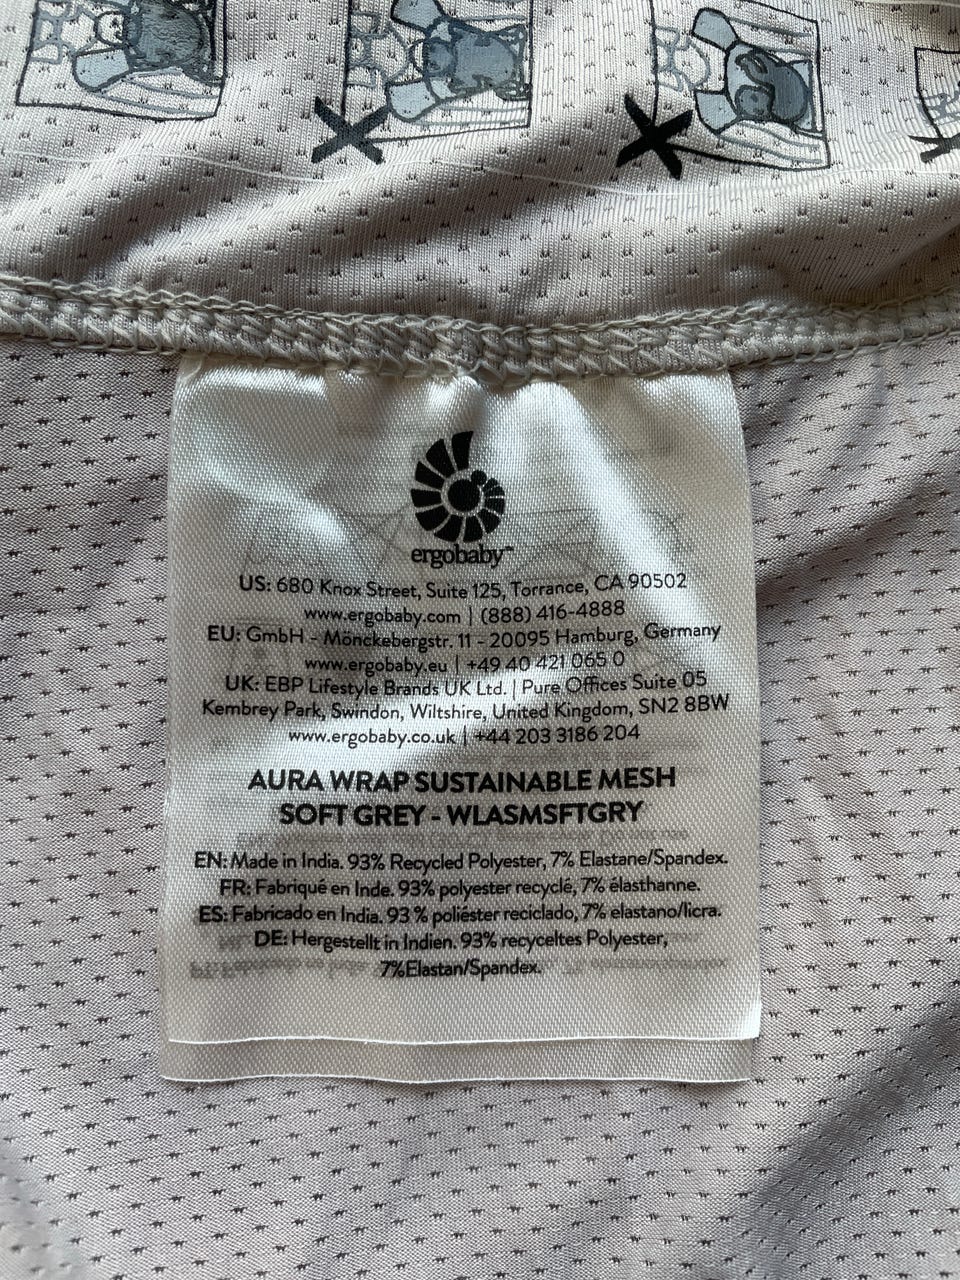 ergobaby™
US: 680 Knox Street, Suite 125, Torrance, CA 90502
www.ergobaby.com | (888) 416-4888
EU: GmbH - Mönckebergstr. 11 - 20095 Hamburg, Germany
www.ergobaby.eu | +49 40 421 065 0
UK: EBP Lifestyle Brands UK Ltd. | Pure Offices Suite 05
Kembrey Park, Swindon, Wiltshire, United Kingdom, SN2 8BW
www.ergobaby.co.uk | +44 203 3186 204
AURA WRAP SUSTAINABLE MESH
SOFT GREY - WLASMSFTGRY
EN: Made in India. 93% Recycled Polyester, 7% Elastane/Spandex.
FR: Fabriqué en Inde. 93% polyester recyclé, 7% élasthanne.
ES: Fabricado en India. 93 % poliéster reciclado, 7% elastano/licra.
DE: Hergestellt in Indien. 93% recyceltes Polyester,
7%Elastan/Spandex.